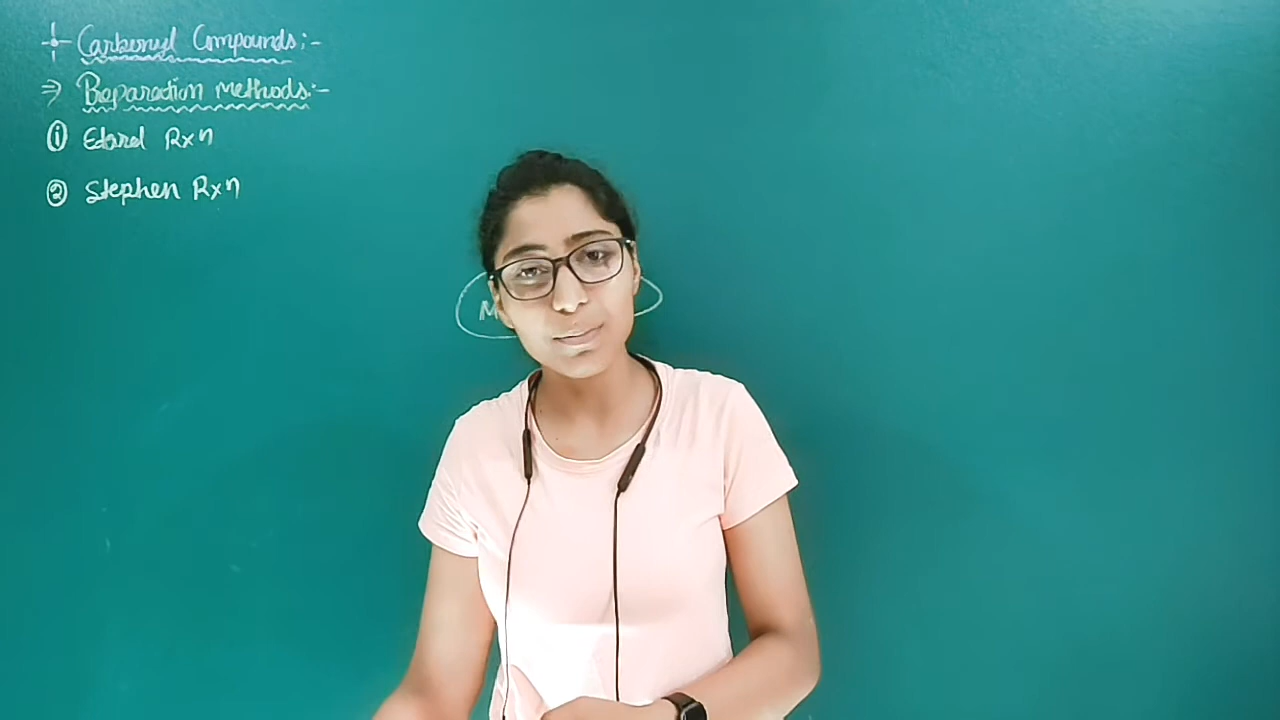 Carbonyl Compounds:-
⇒ Preparation Methods:-
① Etard Rxn
② Stephen Rxn
M